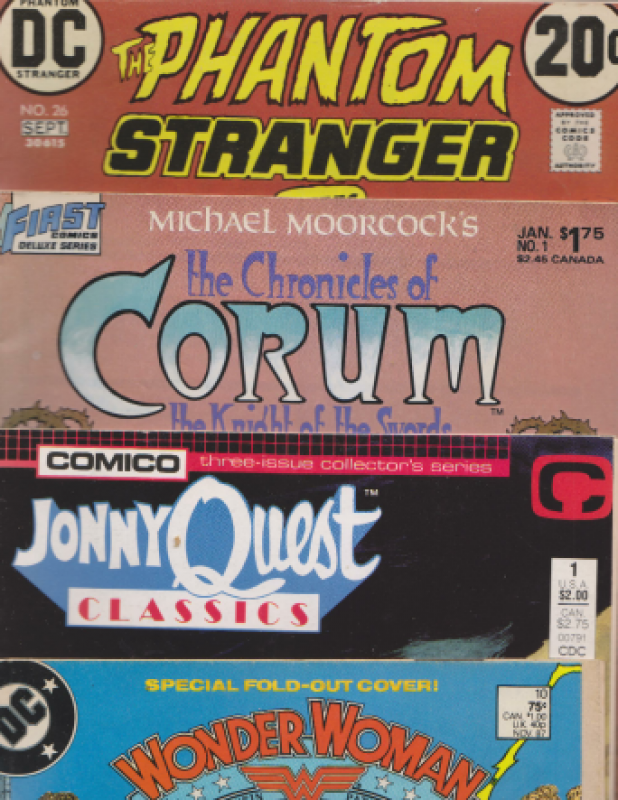 PHANTOM
DC
STRANGER
THE PHANTOM
STRANGER
20¢
NO. 26
SEPT.
30615
APPROVED
BY THE
COMICS
CODE
AUTHORITY
FIRST
COMICS
DELUXE SERIES
MICHAEL MOORCOCK'S
the Chronicles of
CORUM
TM
the Knight of the Swords
JAN. $1.75
NO. 1
$2.45 CANADA
COMICO
three-issue collector's series
C
JONNY QUEST
TM
CLASSICS
1
U.S.A.
$2.00
CAN
$2.75
00791
CDC
SPECIAL FOLD-OUT COVER!
DC
WONDER WOMAN
10
75¢
CAN. $1.00
U.K. 40p
NOV. 87